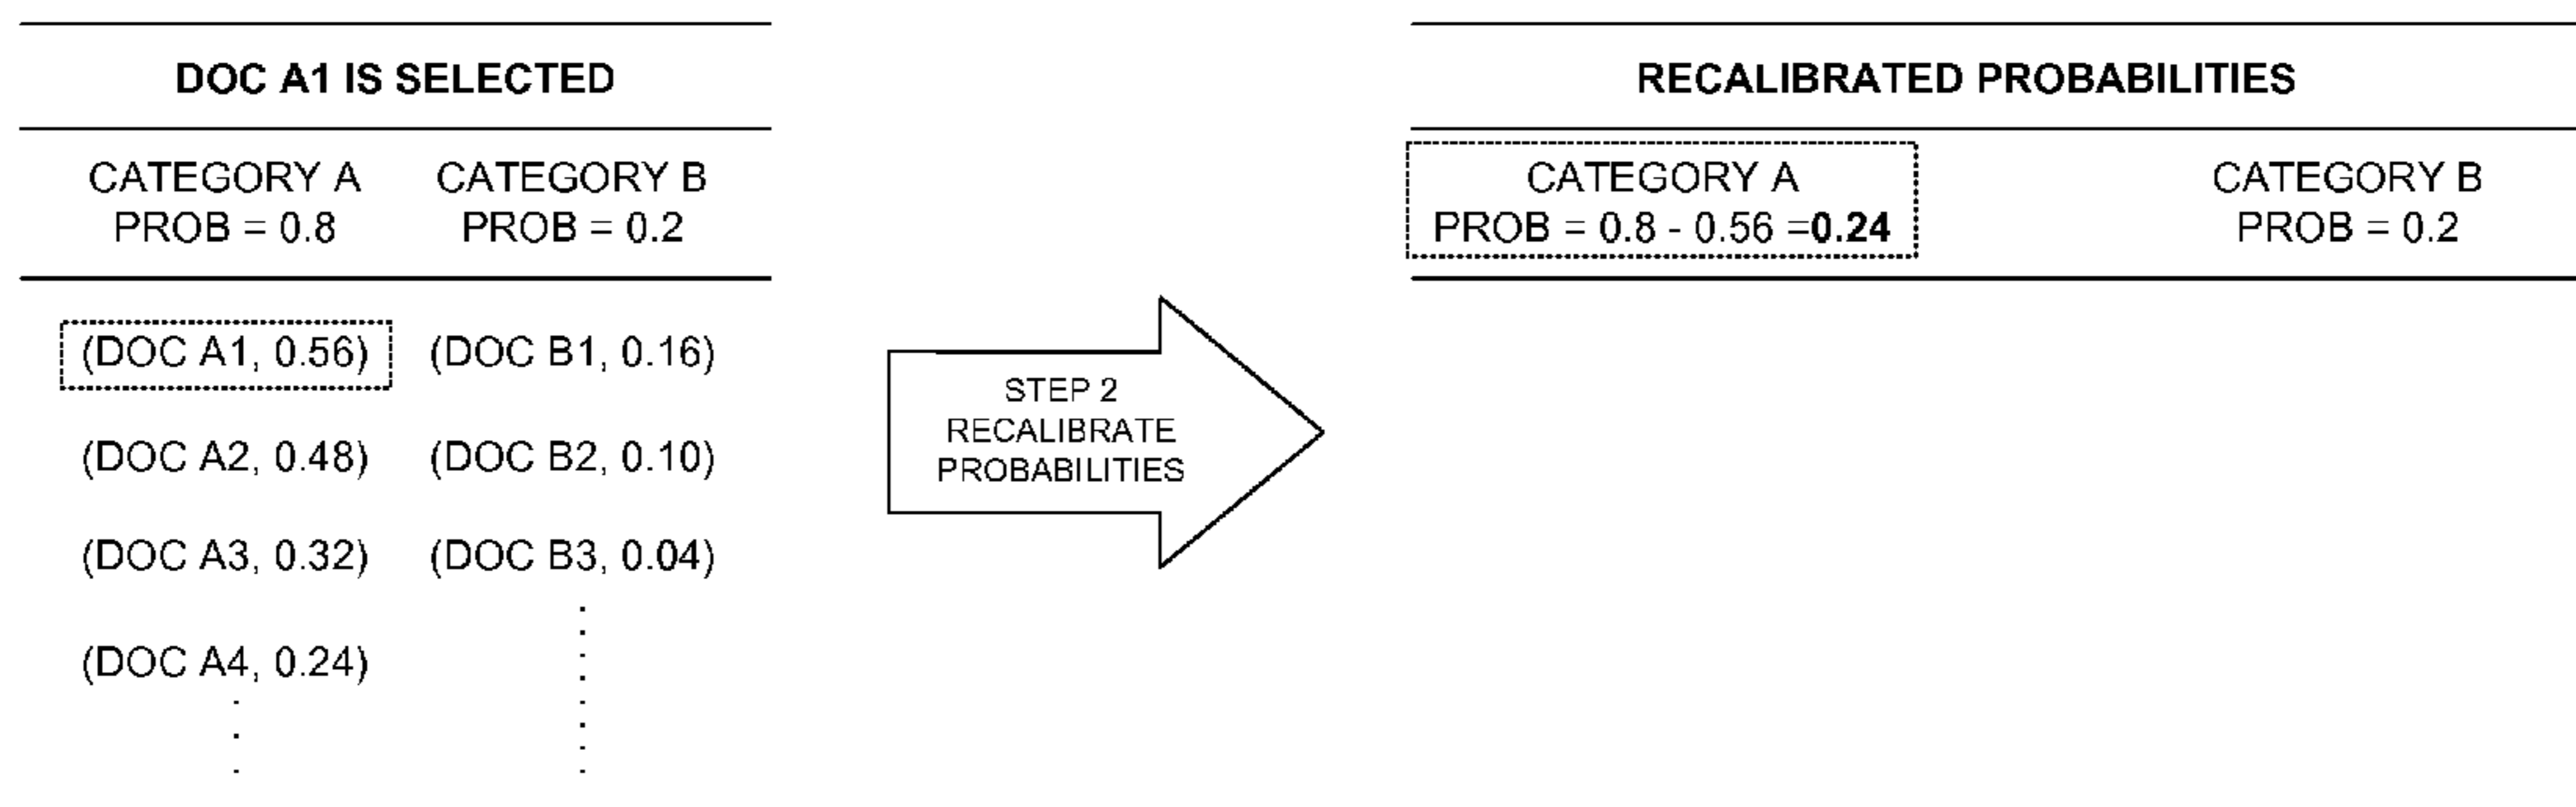 DOC A1 IS SELECTED
CATEGORY A
PROB = 0.8
CATEGORY B
PROB = 0.2
(DOC A1, 0.56) (DOC B1, 0.16)
(DOC A2, 0.48) (DOC B2, 0.10)
(DOC A3, 0.32) (DOC B3, 0.04)
(DOC A4, 0.24)
STEP 2
RECALIBRATE
PROBABILITIES
RECALIBRATED PROBABILITIES
CATEGORY A
PROB = 0.8 - 0.56 =0.24
CATEGORY B
PROB = 0.2